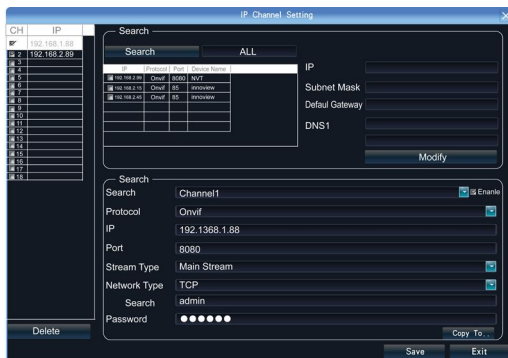 IP Channel Setting X
CH IP
192.168.1.88
2 192.168.2.89
3
4
5
6
7
8
9
10
11
12
13
14
15
16
17
18
Delete
Search
Search ALL
IP Protocol Port Device Name
192.168.2.99 Onvif 8080 NVT
192.168.2.15 Onvif 85 innoview
192.168.2.45 Onvif 85 innoview
IP
Subnet Mask
Defaul Gateway
DNS1
Modify
Search
Search Channel1 Enanle
Protocol Onvif
IP 192.1368.1.88
Port 8080
Stream Type Main Stream
Network Type TCP
Search admin
Password ●●●●●●
Copy To..
Save Exit